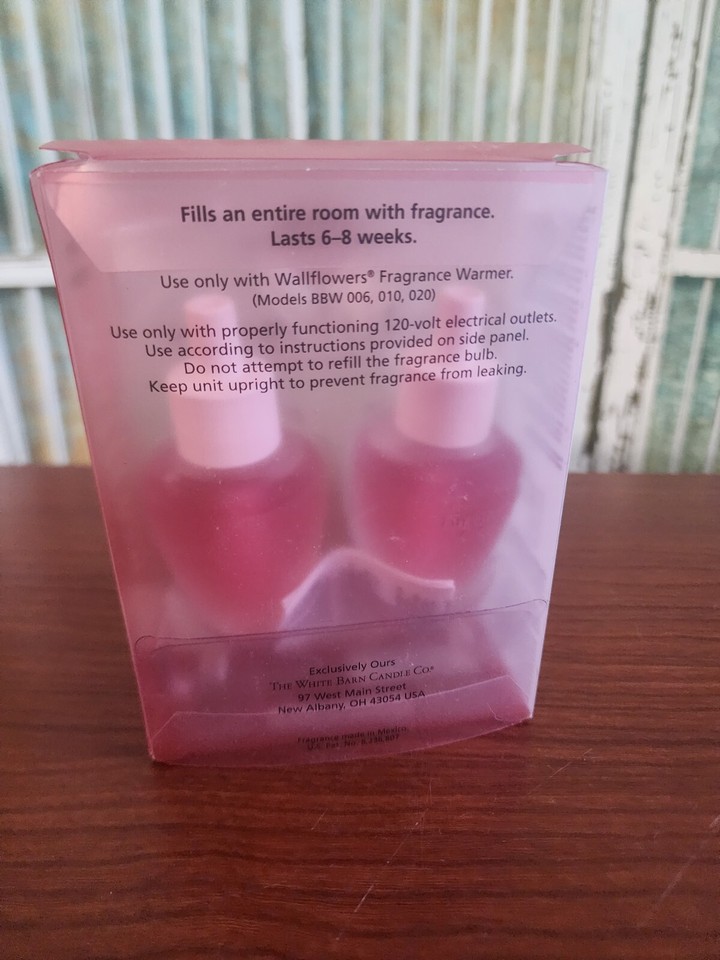 Fills an entire room with fragrance.
Lasts 6–8 weeks.
Use only with Wallflowers® Fragrance Warmer.
(Models BBW 006, 010, 020)
Use only with properly functioning 120-volt electrical outlets.
Use according to instructions provided on side panel.
Do not attempt to refill the fragrance bulb.
Keep unit upright to prevent fragrance from leaking.
Exclusively Ours
THE WHITE BARN CANDLE CO®
97 West Main Street
New Albany, OH 43054 USA
Fragrance made in Mexico.
U.S. Pat. No.